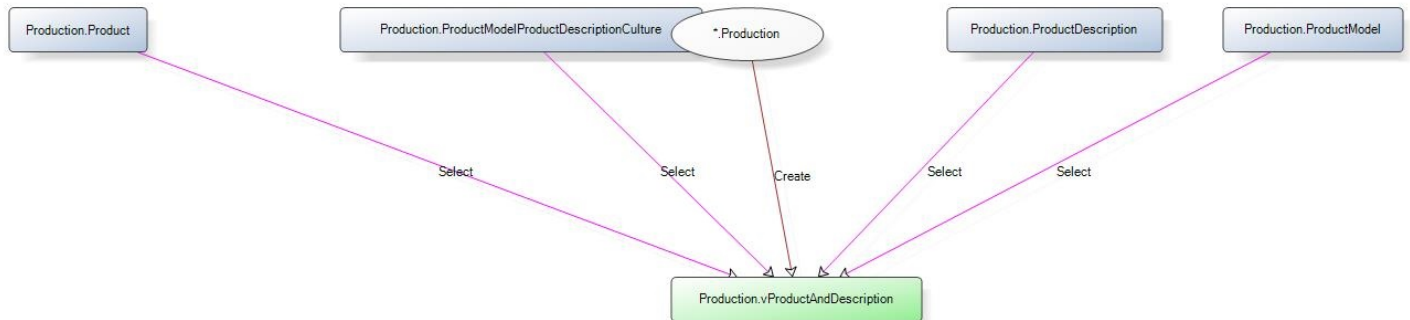 Production.Product
Production.ProductModelProductDescriptionCulture
*.Production
Production.ProductDescription
Production.ProductModel
Select
Select
Create
Select
Select
Production.vProductAndDescription